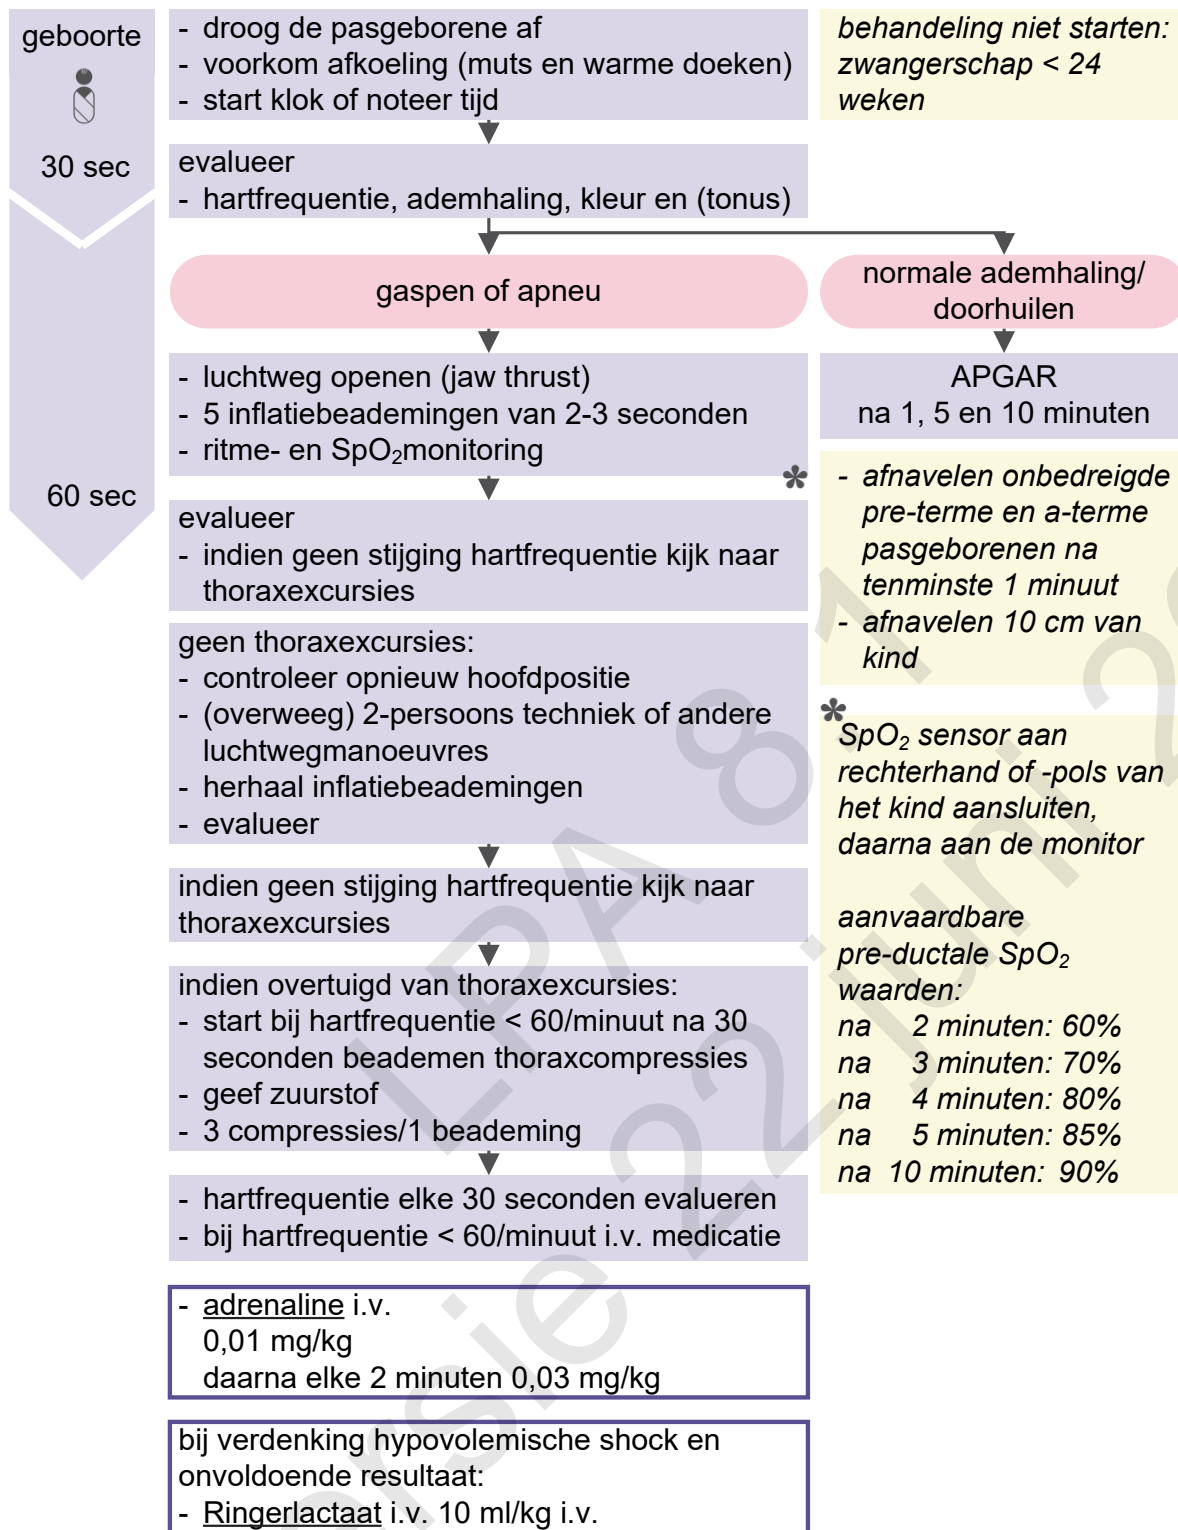 geboorte
30 sec
60 sec
- droog de pasgeborene af
- voorkom afkoeling (muts en warme doeken)
- start klok of noteer tijd
behandeling niet starten:
zwangerschap < 24
weken
evalueer
- hartfrequentie, ademhaling, kleur en (tonus)
gaspen of apneu
normale ademhaling/
doorhuilen
- luchtweg openen (jaw thrust)
- 5 inflatiebeademingen van 2-3 seconden
- ritme- en SpO₂monitoring
*
APGAR
na 1, 5 en 10 minuten
evalueer
- indien geen stijging hartfrequentie kijk naar
thoraxexcursies
- afnavelen onbedreigde
pre-terme en a-terme
pasgeborenen na
tenminste 1 minuut
- afnavelen 10 cm van
kind
geen thoraxexcursies:
- controleer opnieuw hoofdpositie
- (overweeg) 2-persoons techniek of andere
luchtwegmanoeuvres
- herhaal inflatiebeademingen
- evalueer
indien geen stijging hartfrequentie kijk naar
thoraxexcursies
indien overtuigd van thoraxexcursies:
- start bij hartfrequentie < 60/minuut na 30
seconden beademen thoraxcompressies
- geef zuurstof
- 3 compressies/1 beademing
- hartfrequentie elke 30 seconden evalueren
- bij hartfrequentie < 60/minuut i.v. medicatie
*
SpO₂ sensor aan
rechterhand of -pols van
het kind aansluiten,
daarna aan de monitor
aanvaardbare
pre-ductale SpO₂
waarden:
na 2 minuten: 60%
na 3 minuten: 70%
na 4 minuten: 80%
na 5 minuten: 85%
na 10 minuten: 90%
- adrenaline i.v.
0,01 mg/kg
daarna elke 2 minuten 0,03 mg/kg
bij verdenking hypovolemische shock en
onvoldoende resultaat:
- Ringerlactaat i.v. 10 ml/kg i.v.
LPA 8.1
ersie 22 juni 2